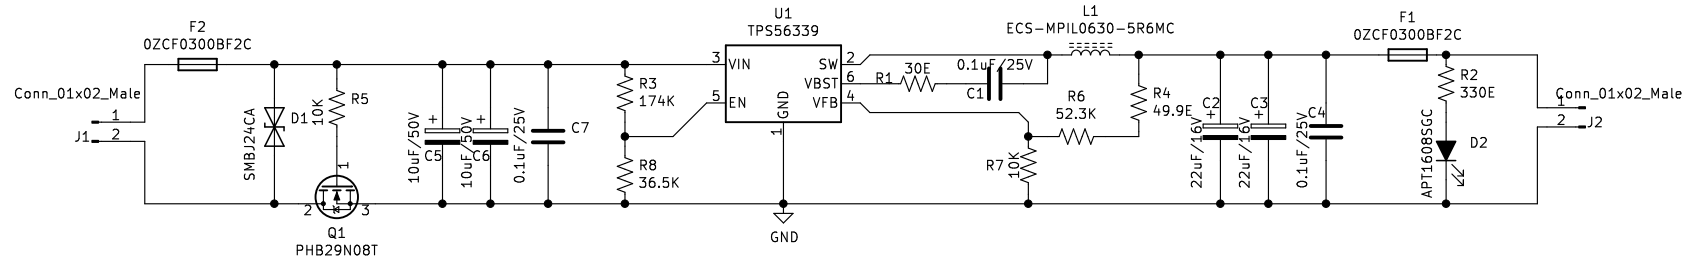 F2
0ZCF0300BF2C
Conn_01x02_Male
1
2
J1
SMBJ24CA
D1
10K
R5
1
2
3
Q1
PHB29N08T
+
10uF/50V
C5
+
10uF/50V
C6
0.1uF/25V
C7
R3
174K
R8
36.5K
U1
TPS56339
3
VIN
5
EN
GND
1
2
SW
6
VBST
4
VFB
GND
R1
30E
0.1uF/25V
C1
L1
ECS-MPIL0630-5R6MC
R6
52.3K
R4
49.9E
R7
10K
C2
+
22uF/16V
C3
+
22uF/16V
C4
0.1uF/25V
F1
0ZCF0300BF2C
R2
330E
APT1608SGC
D2
Conn_01x02_Male
1
2
J2